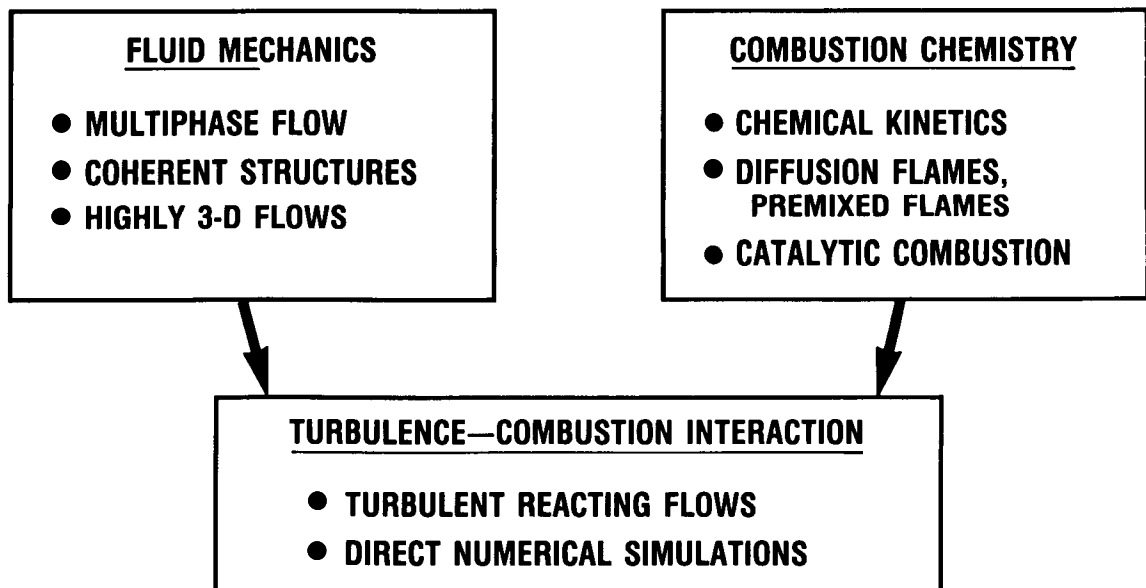 FLUID MECHANICS
● MULTIPHASE FLOW
● COHERENT STRUCTURES
● HIGHLY 3-D FLOWS
COMBUSTION CHEMISTRY
● CHEMICAL KINETICS
● DIFFUSION FLAMES,
PREMIXED FLAMES
● CATALYTIC COMBUSTION
TURBULENCE—COMBUSTION INTERACTION
● TURBULENT REACTING FLOWS
● DIRECT NUMERICAL SIMULATIONS